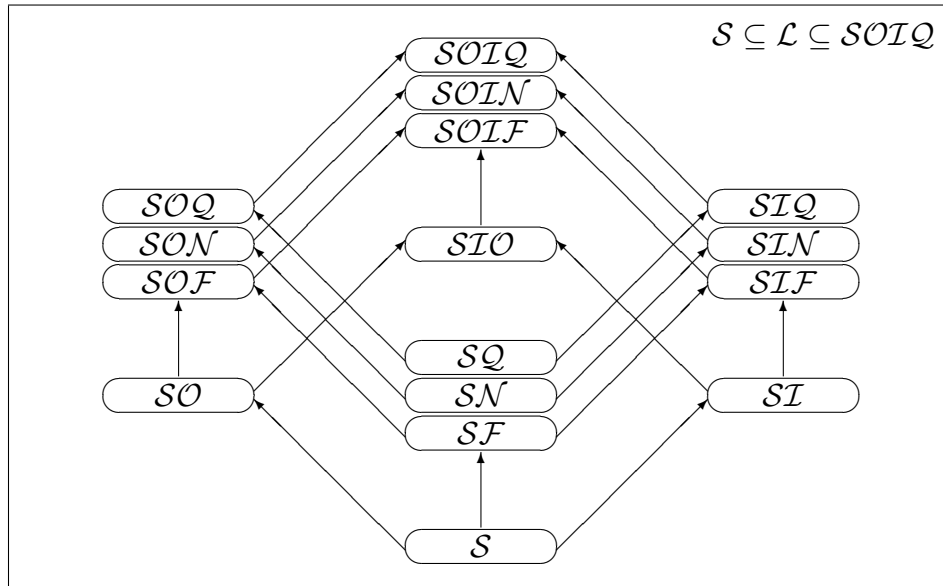 𝒮 ⊆ ℒ ⊆ 𝒮𝒪ℐ𝒬
𝒮𝒪ℐ𝒬
𝒮𝒪ℐ𝒩
𝒮𝒪ℐℱ
𝒮𝒪𝒬
𝒮𝒪𝒩
𝒮𝒪ℱ
𝒮ℐ𝒪
𝒮ℐ𝒬
𝒮ℐ𝒩
𝒮ℐℱ
𝒮𝒬
𝒮𝒩
𝒮ℱ
𝒮𝒪
𝒮ℐ
𝒮